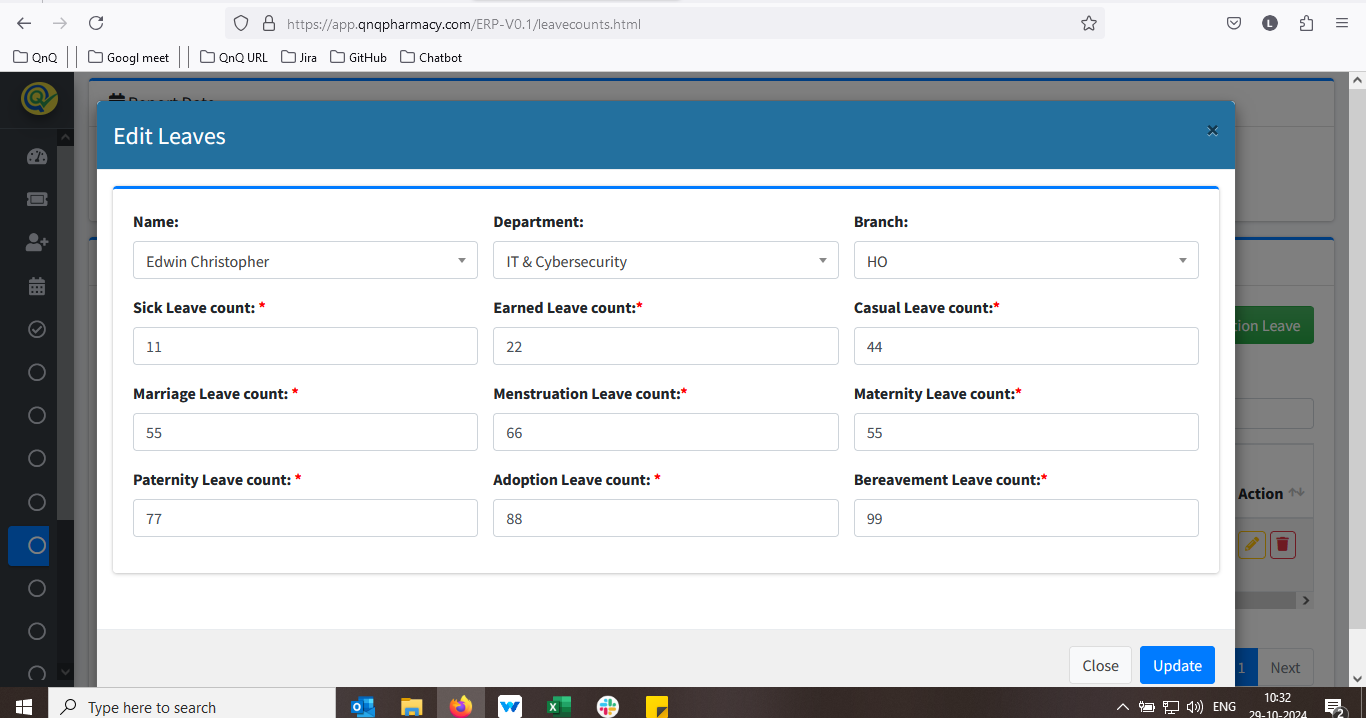 https://app.qnqpharmacy.com/ERP-V0.1/leavecounts.html
QnQ Googl meet QnQ URL Jira GitHub Chatbot
Edit Leaves ×
Name: Department: Branch:
Edwin Christopher IT & Cybersecurity HO
Sick Leave count: * Earned Leave count:* Casual Leave count:*
11 22 44
Marriage Leave count: * Menstruation Leave count:* Maternity Leave count:*
55 66 55
Paternity Leave count: * Adoption Leave count: * Bereavement Leave count:*
77 88 99
Leave
Action
Close Update
1 Next
Type here to search
ENG
10:32
29-10-2024
2